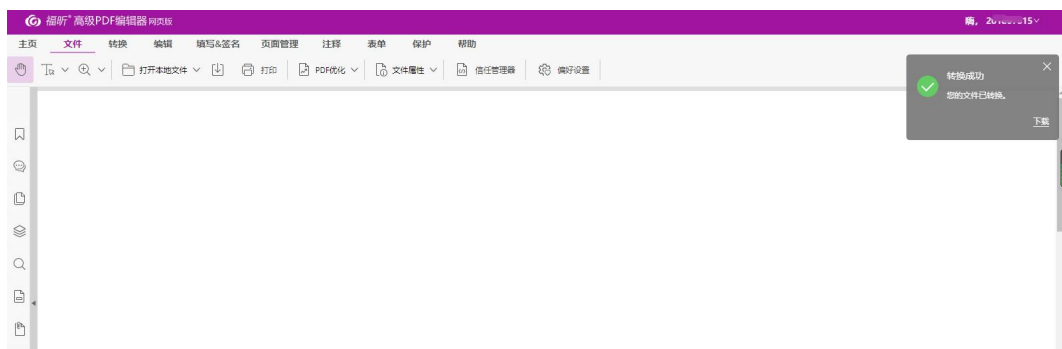 福昕®高级PDF编辑器 网页版
嗨,
主页 文件 转换 编辑 填写&签名 页面管理 注释 表单 保护 帮助
打开本地文件 打印 PDF优化 文件属性 信任管理器 偏好设置
转换成功
您的文件已转换。
下载